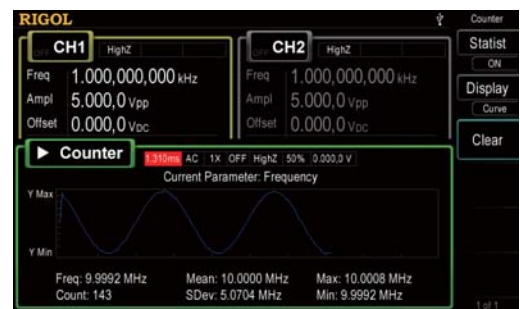 RIGOL
Counter
OFF CH1 HighZ
OFF CH2 HighZ
Statist
ON
Freq 1.000,000,000 kHz
Freq 1.000,000,000 kHz
Display
Curve
Ampl 5.000,0 Vpp
Ampl 5.000,0 Vpp
Offset 0.000,0 VDC
Offset 0.000,0 VDC
Clear
Counter 1.310ms AC 1X OFF HighZ 50% 0.000,0 V
Current Parameter: Frequency
Y Max
Y Min
Freq: 9.9992 MHz Mean: 10.0000 MHz Max: 10.0008 MHz
Count: 143 SDev: 5.0704 MHz Min: 9.9992 MHz
1 of 1